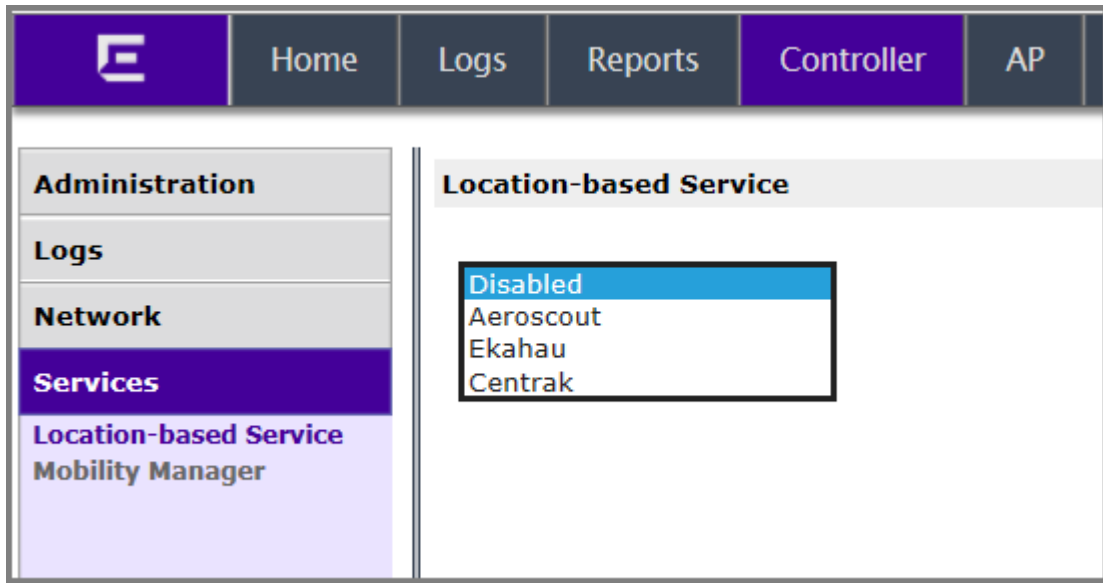 Home Logs Reports Controller AP
Administration
Logs
Network
Services
Location-based Service
Mobility Manager
Location-based Service
Disabled
Aeroscout
Ekahau
Centrak